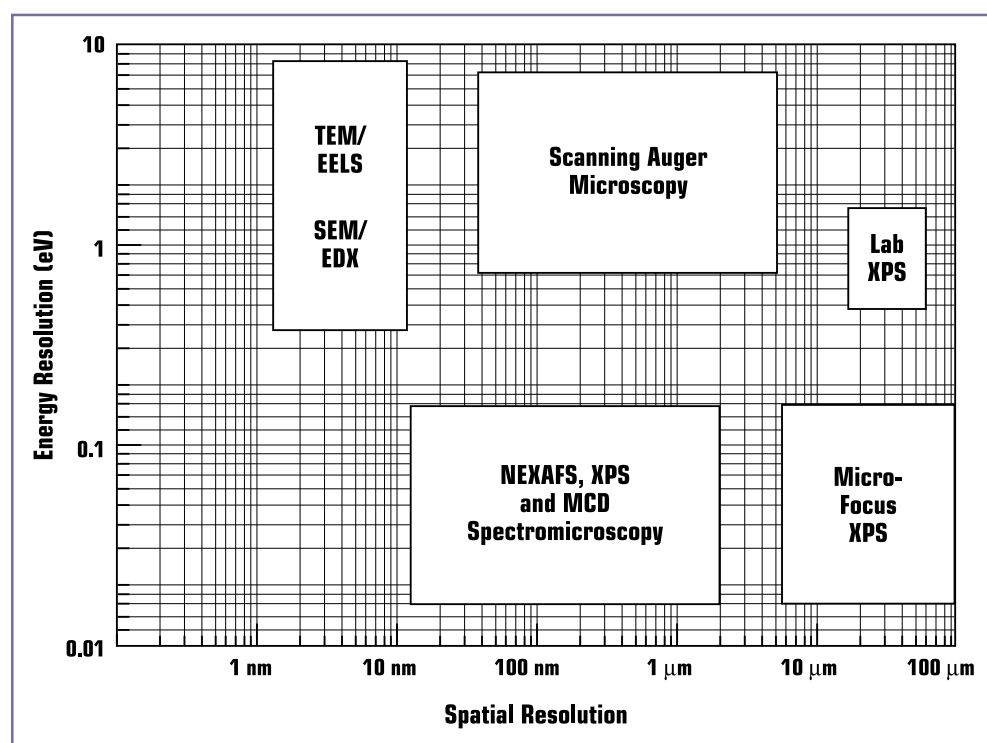 10
1
0.1
0.01
Energy Resolution (eV)
TEM/
EELS
SEM/
EDX
Scanning Auger
Microscopy
Lab
XPS
NEXAFS, XPS
and MCD
Spectromicroscopy
Micro-
Focus
XPS
1 nm
10 nm
100 nm
1 μm
10 μm
100 μm
Spatial Resolution